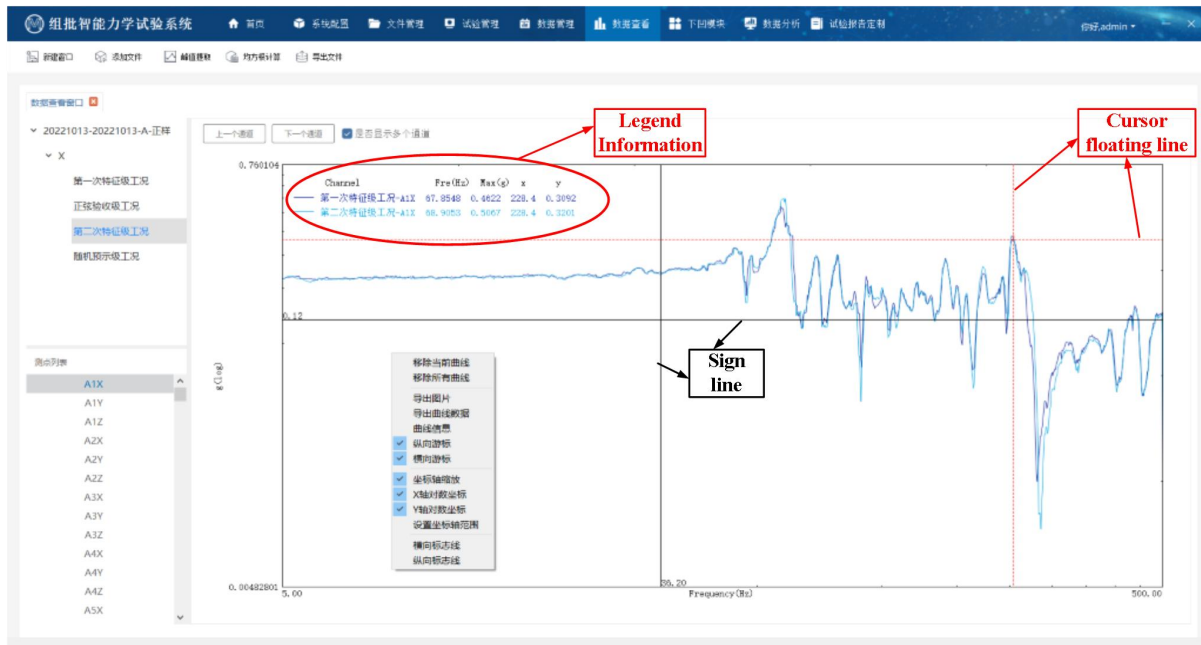 组批智能力学试验系统 首页 系统配置 文件管理 试验管理 数据管理 数据查看 下凹模块 数据分析 试验报告定制 你好,admin
新建窗口 添加文件 峰值提取 均方根计算 导出文件
数据查看窗口
20221013-20221013-A-正样
X
第一次特征级工况
正弦验收级工况
第二次特征级工况
随机预示级工况
测点列表
A1X
A1Y
A1Z
A2X
A2Y
A2Z
A3X
A3Y
A3Z
A4X
A4Y
A4Z
A5X
上一个通道 下一个通道 是否显示多个通道
Legend
Information
Cursor
floating line
0.760104
Channel Fre(Hz) Max(g) x y
第一次特征级工况-A1X 67.8548 0.4622 228.4 0.3092
第二次特征级工况-A1X 68.9053 0.5067 228.4 0.3201
0.12
Sign
line
g(log)
移除当前曲线
移除所有曲线
导出图片
导出曲线数据
曲线信息
纵向游标
横向游标
坐标轴缩放
X轴对数坐标
Y轴对数坐标
设置坐标轴范围
横向标志线
纵向标志线
0.00482801
5.00
36.20
Frequency(Hz)
500.00